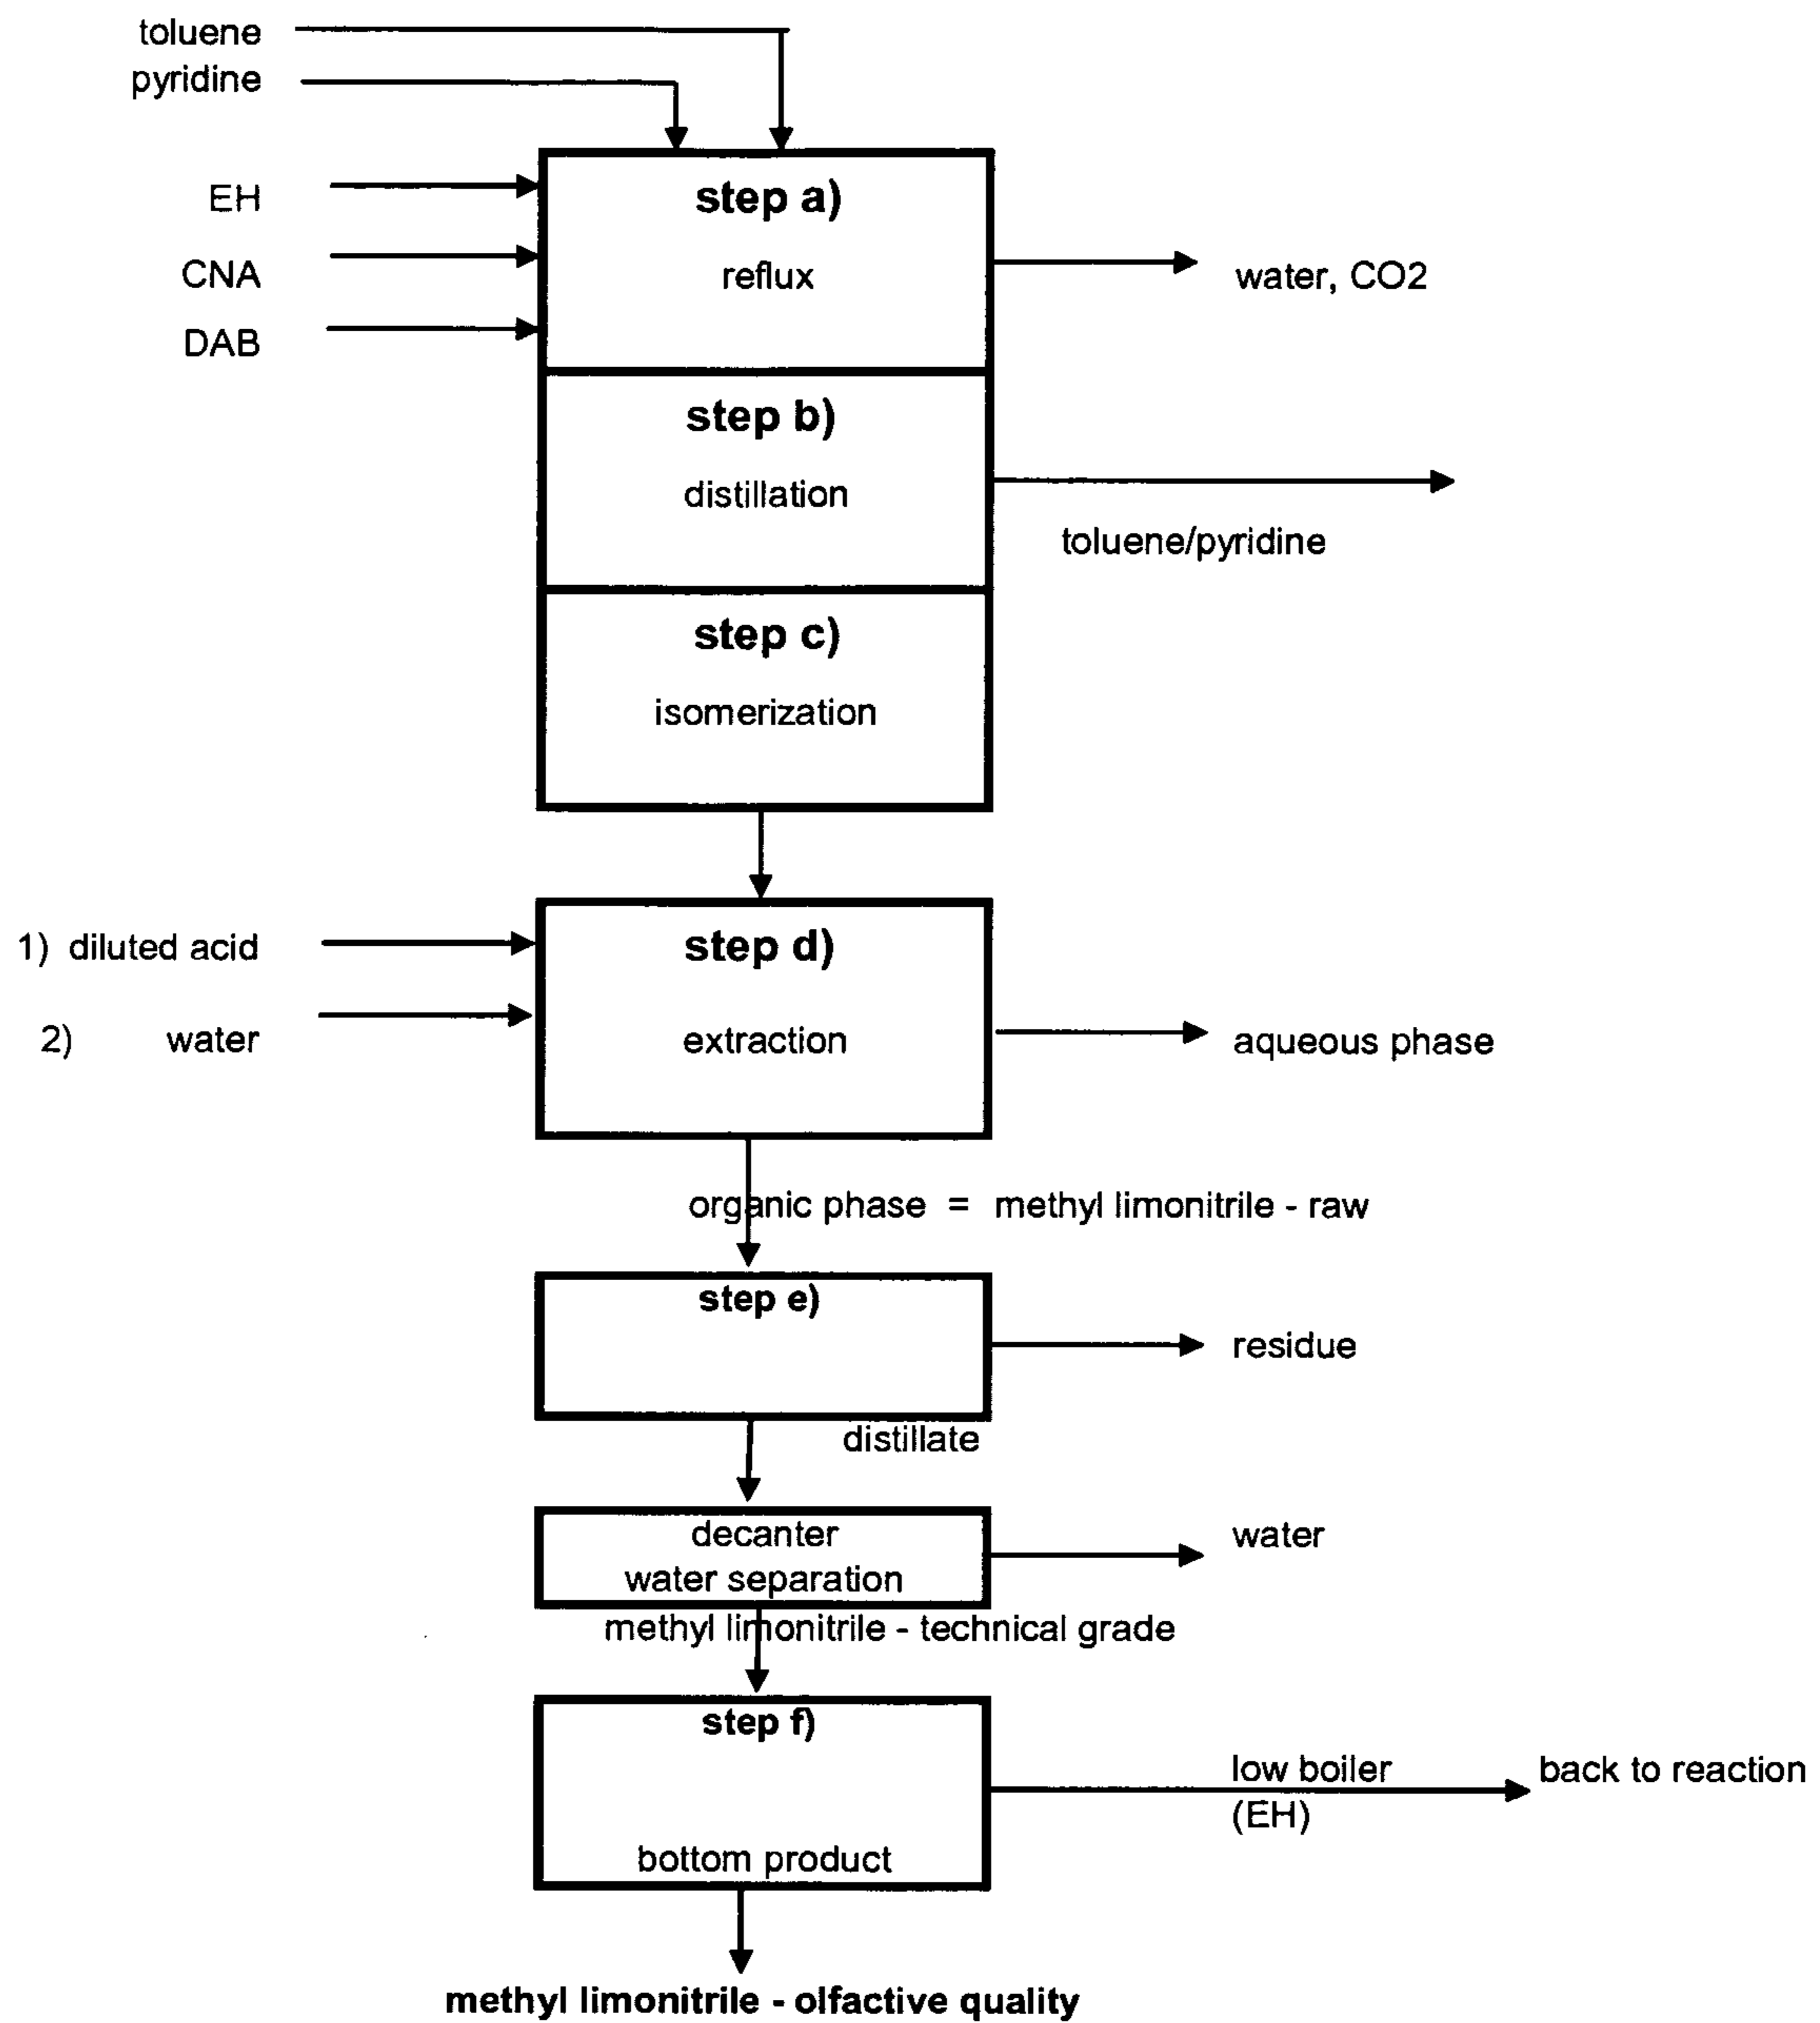 toluene
pyridine
step a)
EH
CNA
reflux
water, CO2
DAB
step b)
distillation
toluene/pyridine
step c)
isomerization
1) diluted acid
step d)
2) water
extraction
aqueous phase
organic phase = methyl limonitrile - raw
step e)
residue
distillate
decanter
water separation
water
methyl limonitrile - technical grade
step f)
low boiler
(EH)
back to reaction
bottom product
methyl limonitrile - olfactive quality